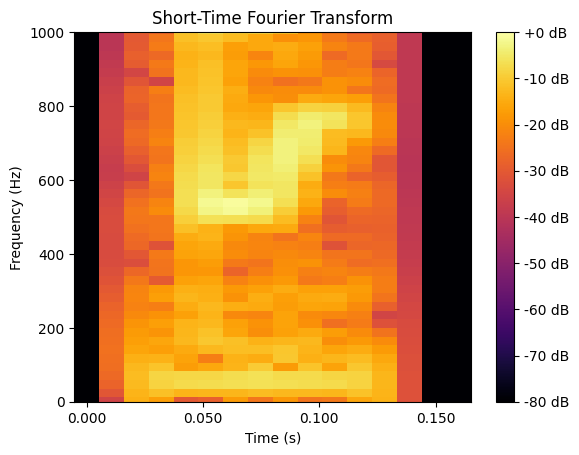 Short-Time Fourier Transform
1000
800
600
400
200
0
Frequency (Hz)
0.000
0.050
0.100
0.150
Time (s)
+0 dB
-10 dB
-20 dB
-30 dB
-40 dB
-50 dB
-60 dB
-70 dB
-80 dB